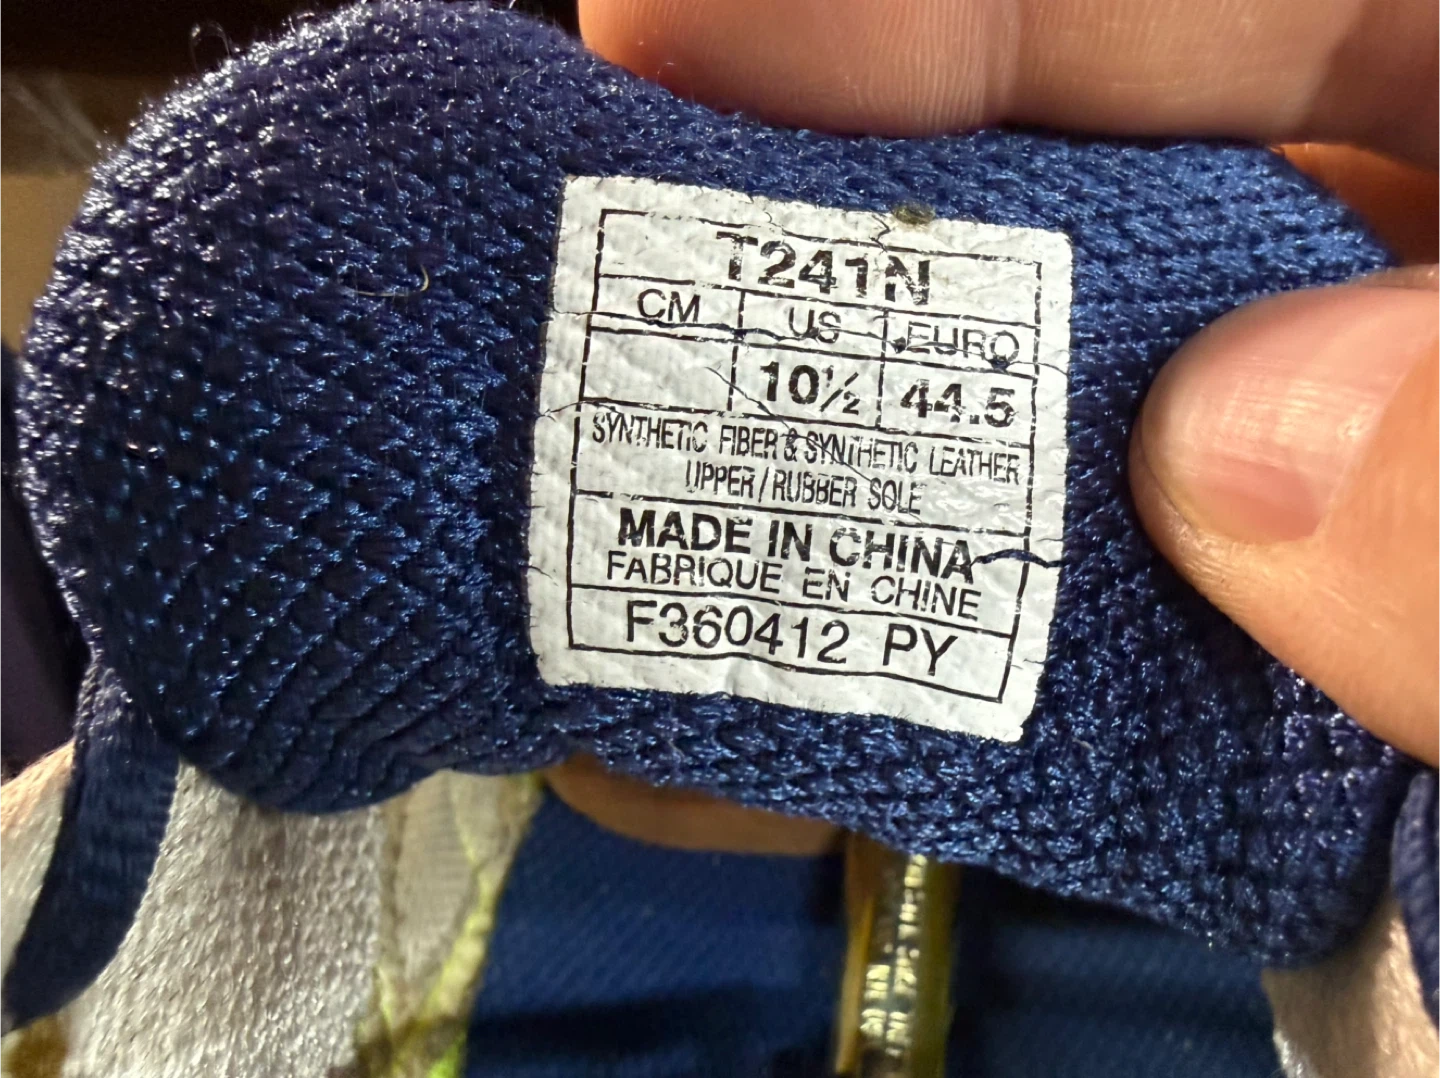 T241N
CM US EURO
10½ 44.5
SYNTHETIC FIBER & SYNTHETIC LEATHER
UPPER / RUBBER SOLE
MADE IN CHINA
FABRIQUE EN CHINE
F360412 PY